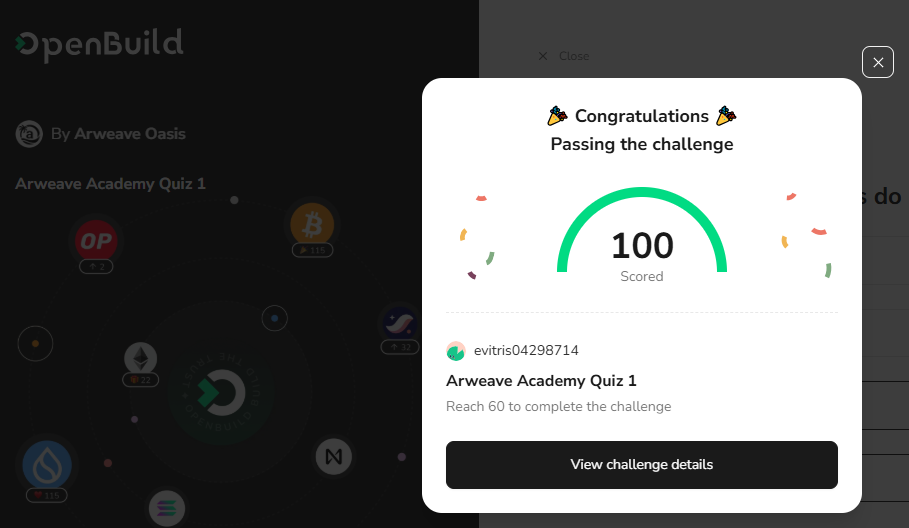 OpenBuild
Close
By Arweave Oasis
Arweave Academy Quiz 1
OP
2
115
22
32
115
🎉 Congratulations 🎉
Passing the challenge
100
Scored
evitris04298714
Arweave Academy Quiz 1
Reach 60 to complete the challenge
View challenge details
s do